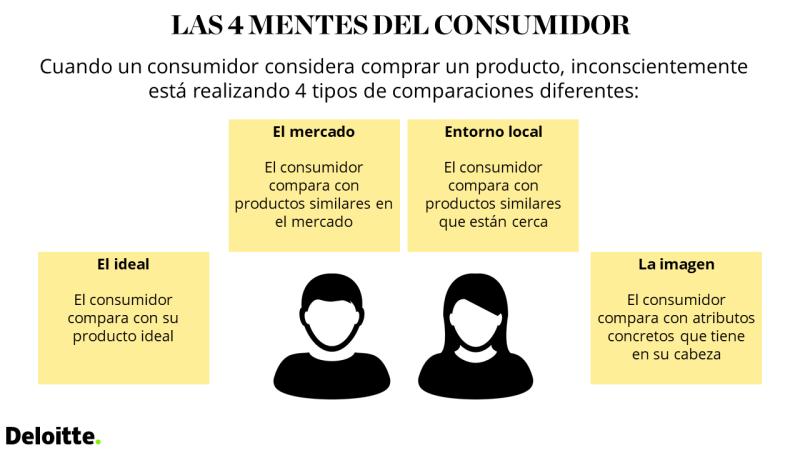 LAS 4 MENTES DEL CONSUMIDOR
Cuando un consumidor considera comprar un producto, inconscientemente
está realizando 4 tipos de comparaciones diferentes:
El mercado
El consumidor
compara con
productos similares en
el mercado
Entorno local
El consumidor
compara con
productos similares
que están cerca
El ideal
El consumidor
compara con su
producto ideal
La imagen
El consumidor
compara con atributos
concretos que tiene
en su cabeza
Deloitte.